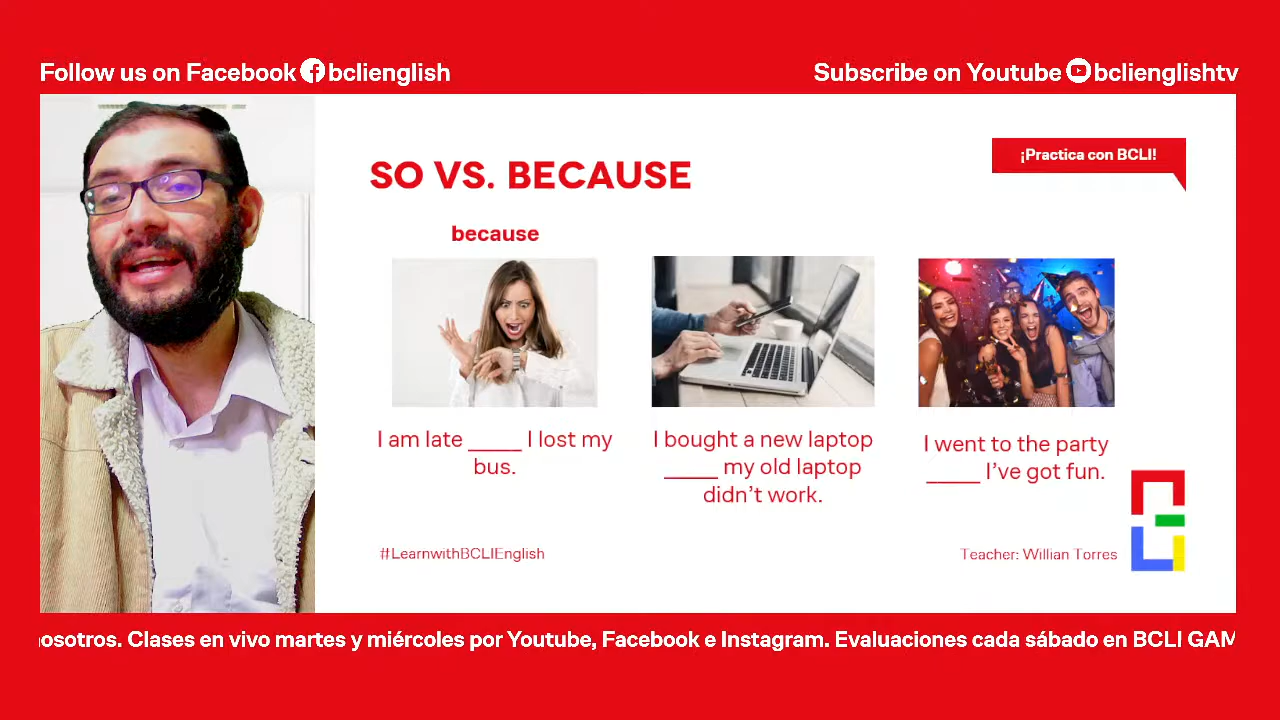 Follow us on Facebook bclienglish
Subscribe on Youtube bclienglishtv
¡Practica con BCLI!
SO VS. BECAUSE
because
I am late _____ I lost my
bus.
I bought a new laptop
_____ my old laptop
didn't work.
I went to the party
_____ I've got fun.
#LearnwithBCLIEnglish
Teacher: Willian Torres
nosotros. Clases en vivo martes y miércoles por Youtube, Facebook e Instagram. Evaluaciones cada sábado en BCLI GAM